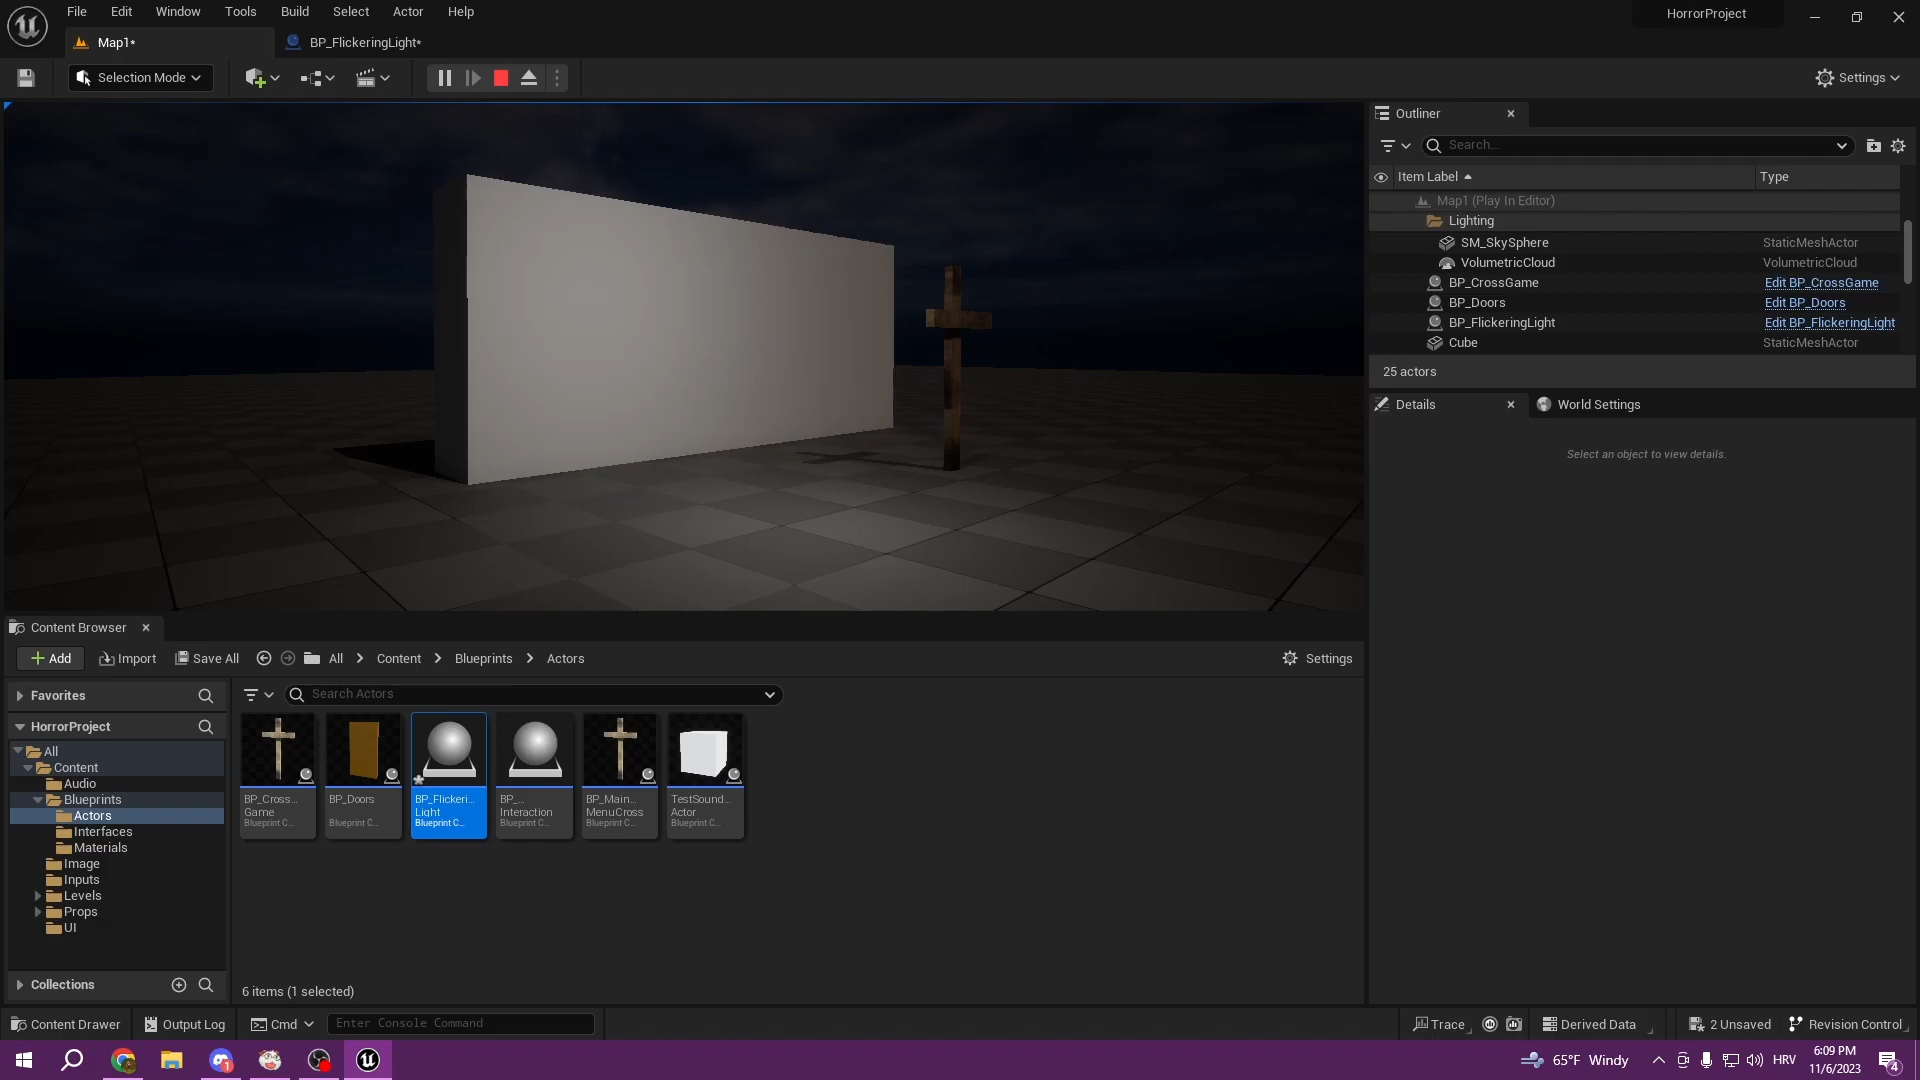 File Edit Window Tools Build Select Actor Help
HorrorProject
Map1*
BP_FlickeringLight*
Selection Mode
Settings
Outliner
Search...
Item Label
Type
Map1 (Play In Editor)
Lighting
SM_SkySphere StaticMeshActor
VolumetricCloud VolumetricCloud
BP_CrossGame Edit BP_CrossGame
BP_Doors Edit BP_Doors
BP_FlickeringLight Edit BP_FlickeringLight
Cube StaticMeshActor
25 actors
Details
World Settings
Select an object to view details.
Content Browser
Add Import Save All All Content Blueprints Actors Settings
Favorites
Search Actors
HorrorProject
All
Content
Audio
Blueprints
Actors
Interfaces
Materials
Image
Inputs
Levels
Props
UI
Collections
BP_Cross...
Game
Blueprint C...
BP_Doors
Blueprint C...
BP_Flickeri...
Light
Blueprint C...
BP_...
Interaction
Blueprint C...
BP_Main...
MenuCross
Blueprint C...
TestSound...
Actor
Blueprint C...
6 items (1 selected)
Content Drawer Output Log Cmd Enter Console Command Trace Derived Data 2 Unsaved Revision Control
1
65°F Windy
HRV
6:09 PM
11/6/2023
4